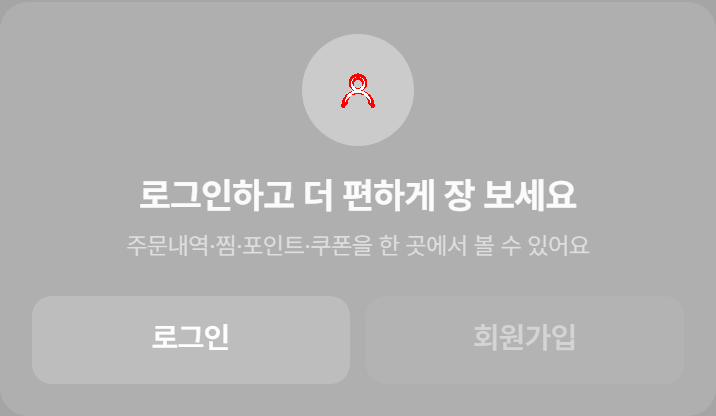 로그인하고 더 편하게 장 보세요
주문내역·찜·포인트·쿠폰을 한 곳에서 볼 수 있어요
로그인
회원가입